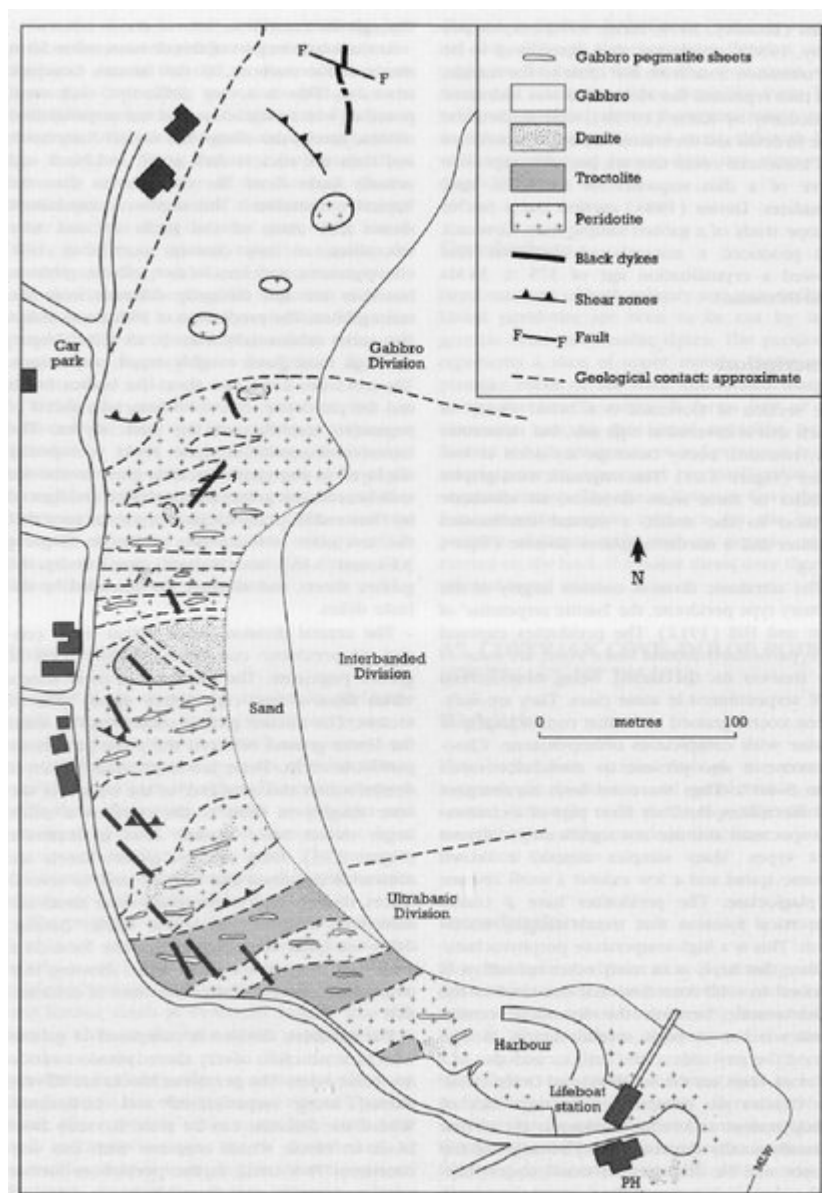 F
F
Gabbro pegmatite sheets
Gabbro
Dunite
Troctolite
Peridotite
Black dykes
Shear zones
F
Fault
Geological contact: approximate
Car
park
Gabbro
Division
N
Interbanded
Division
Sand
0 metres 100
Ultrabasic
Division
Harbour
Lifeboat
station
PH
MLW